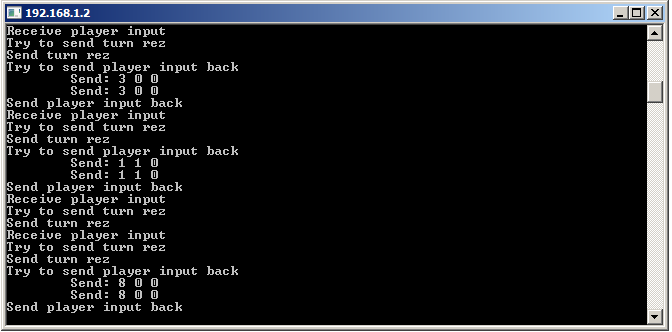 192.168.1.2
Receive player input
Try to send turn rez
Send turn rez
Try to send player input back
Send: 3 0 0
Send: 3 0 0
Send player input back
Receive player input
Try to send turn rez
Send turn rez
Try to send player input back
Send: 1 1 0
Send: 1 1 0
Send player input back
Receive player input
Try to send turn rez
Send turn rez
Receive player input
Try to send turn rez
Send turn rez
Try to send player input back
Send: 8 0 0
Send: 8 0 0
Send player input back